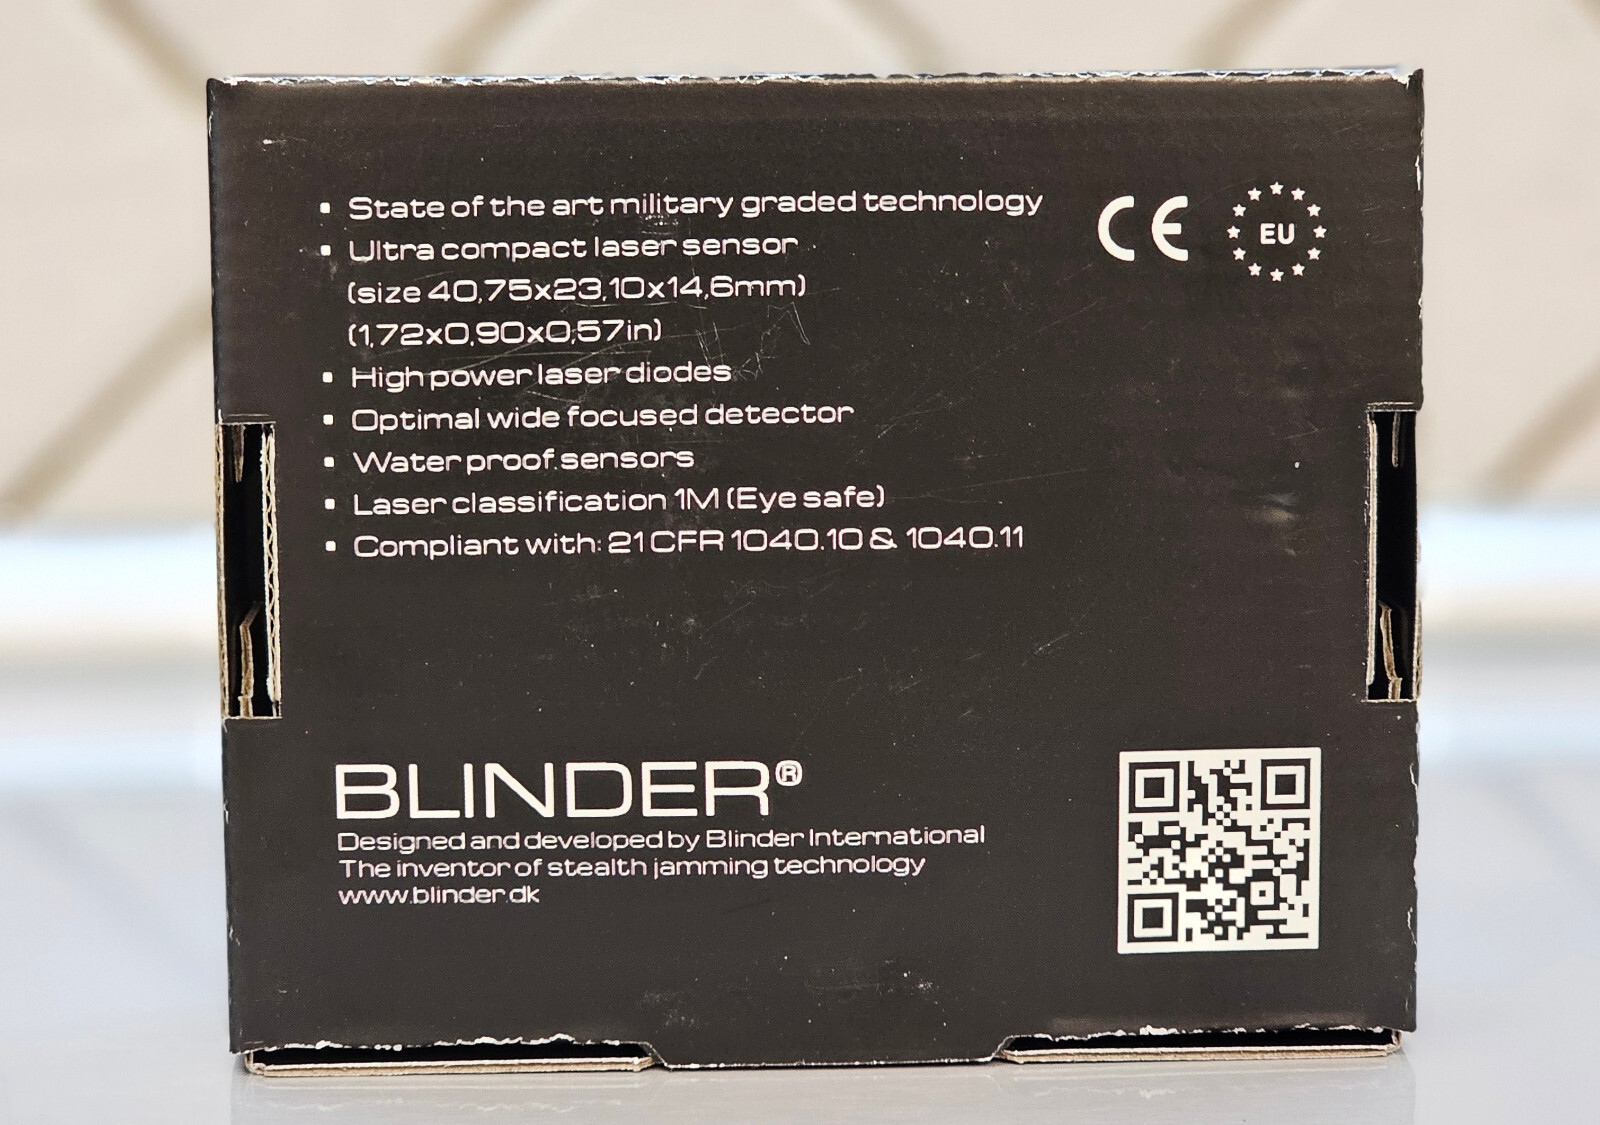 ▪ State of the art military graded technology
▪ Ultra compact laser sensor
(size 40,75x23,10x14,6mm)
(1,72x0,90x0,57in)
▪ High power laser diodes
▪ Optimal wide focused detector
▪ Water proof sensors
▪ Laser classification 1M (Eye safe)
▪ Compliant with: 21 CFR 1040.10 & 1040.11
CE
EU
BLINDER®
Designed and developed by Blinder International
The inventor of stealth jamming technology
www.blinder.dk